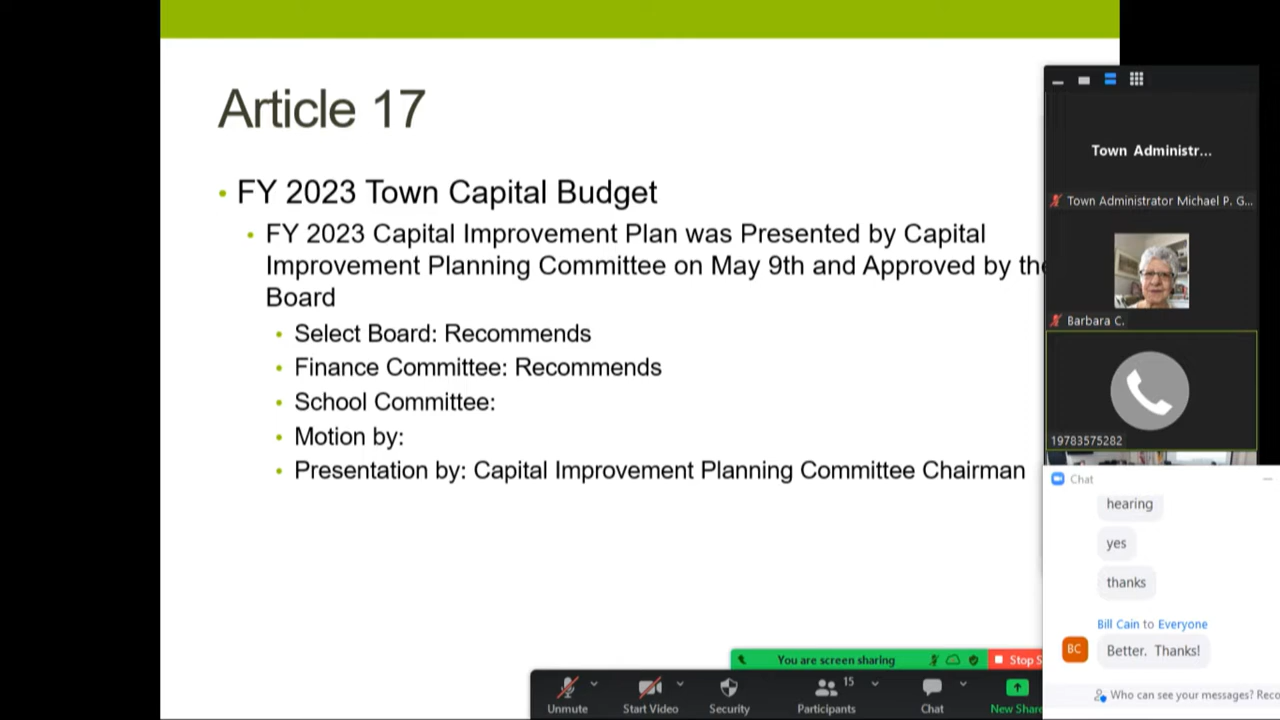 Article 17
FY 2023 Town Capital Budget
FY 2023 Capital Improvement Plan was Presented by Capital
Improvement Planning Committee on May 9th and Approved by the
Board
Select Board: Recommends
Finance Committee: Recommends
School Committee:
Motion by:
Presentation by: Capital Improvement Planning Committee Chairman
Town Administr...
Town Administrator Michael P. G...
Barbara C.
19783575282
Chat
hearing
yes
thanks
Bill Cain to Everyone
BC
Better. Thanks!
Who can see your messages? Reco
You are screen sharing
Stop S
Unmute
Start Video
Security
Participants
15
Chat
New Share